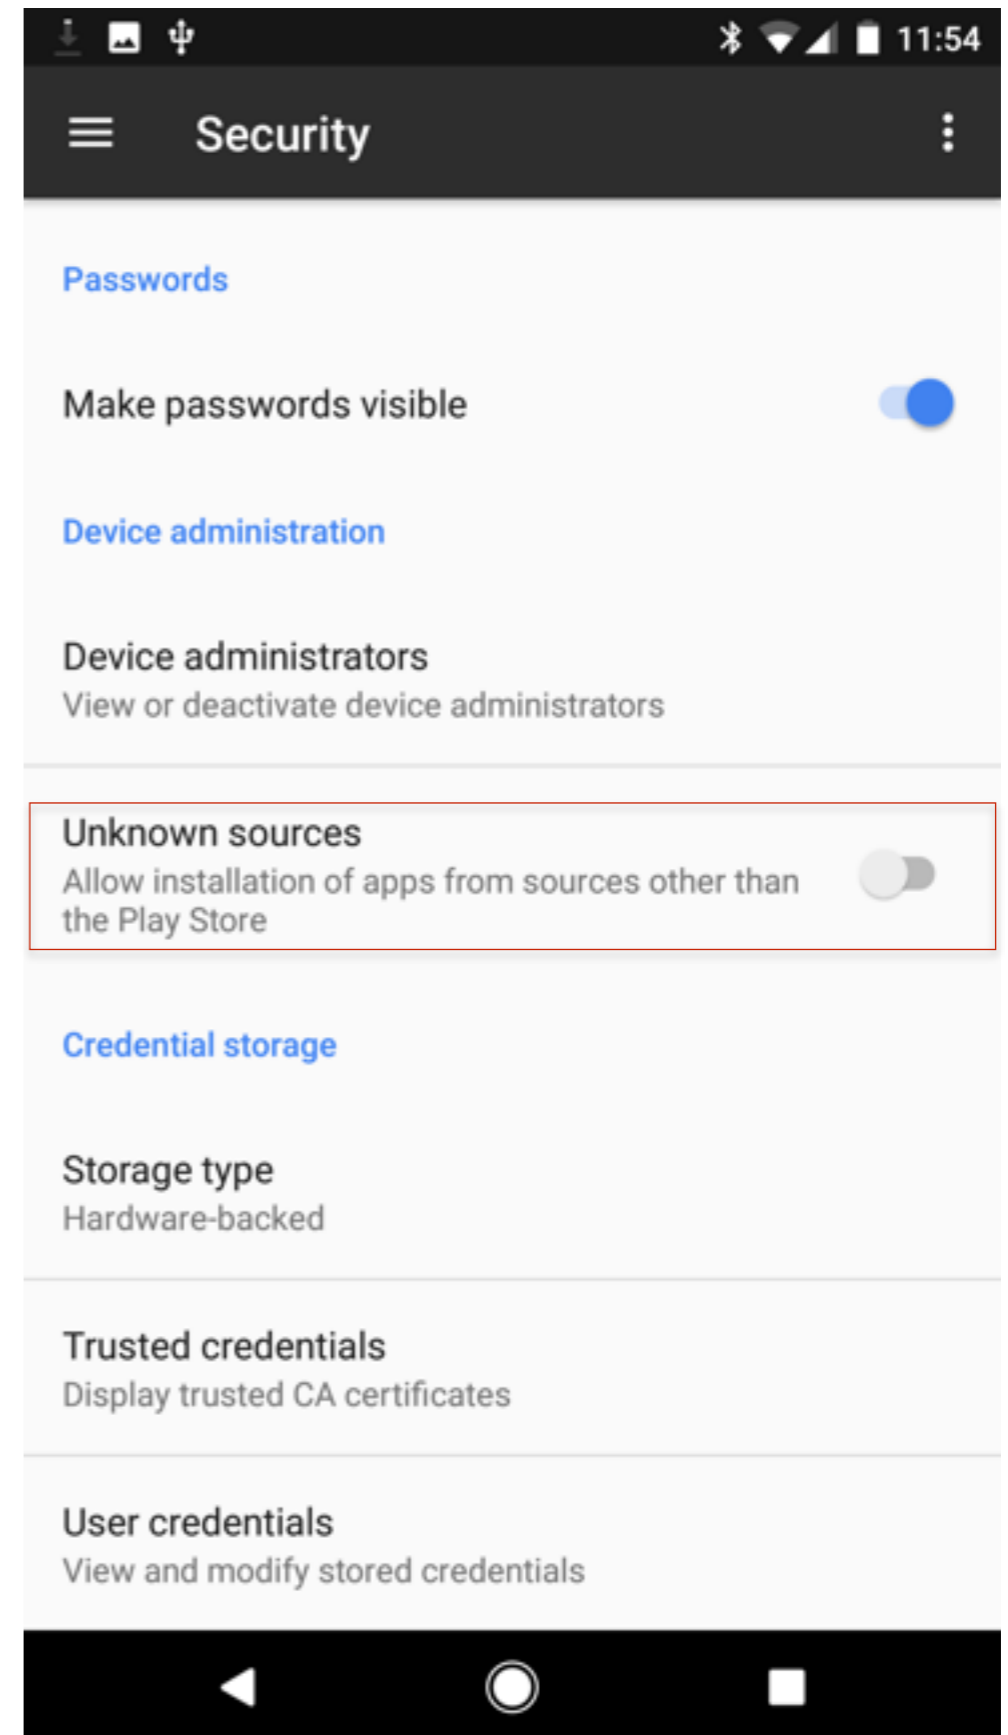 11:54
Security
Passwords
Make passwords visible
Device administration
Device administrators
View or deactivate device administrators
Unknown sources
Allow installation of apps from sources other than
the Play Store
Credential storage
Storage type
Hardware-backed
Trusted credentials
Display trusted CA certificates
User credentials
View and modify stored credentials